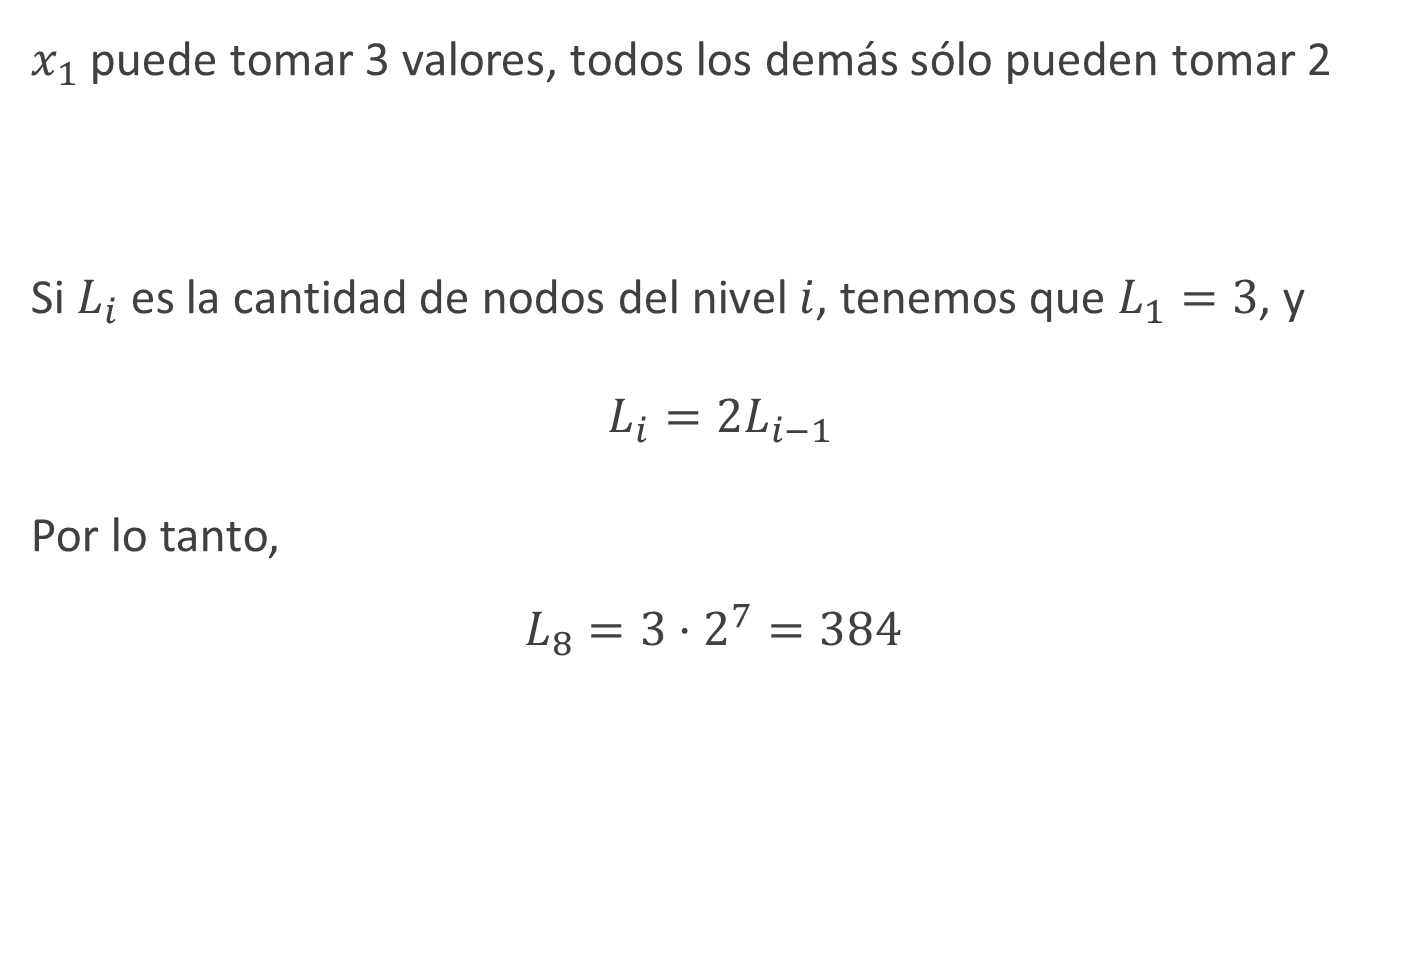 x₁ puede tomar 3 valores, todos los demás sólo pueden tomar 2
Si Lᵢ es la cantidad de nodos del nivel i, tenemos que L₁ = 3, y
Lᵢ = 2Lᵢ₋₁
Por lo tanto,
L₈ = 3 · 2⁷ = 384